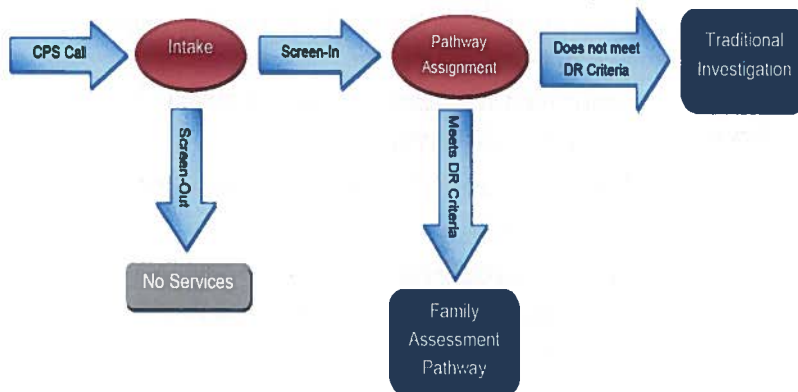 CPS Call
Intake
Screen-In
Pathway
Assignment
Does not meet
DR Criteria
Traditional
Investigation
Screen-Out
Meets DR Criteria
No Services
Family
Assessment
Pathway